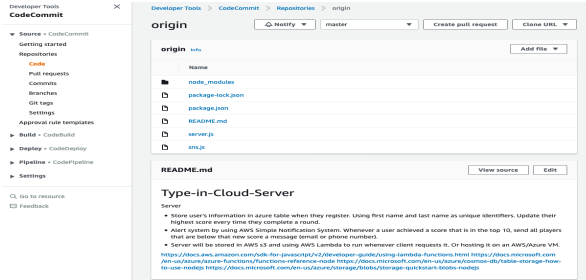 Developer Tools
CodeCommit
Developer Tools > CodeCommit > Repositories > origin
origin
Notify
master
Create pull request
Clone URL
Source • CodeCommit
Getting started
Repositories
Code
Pull requests
Commits
Branches
Git tags
Settings
Approval rule templates
Build • CodeBuild
Deploy • CodeDeploy
Pipeline • CodePipeline
Settings
Go to resource
Feedback
origin Info
Add file
Name
node_modules
package-lock.json
package.json
README.md
server.js
sns.js
README.md
View source
Edit
Type-in-Cloud-Server
Server
• Store user's information in azure table when they register. Using first name and last name as unique identifiers. Update their
highest score every time they complete a round.
• Alert system by using AWS Simple Notification System. Whenever a user achieved a score that is in the top 10, send all players
that are below that now score a message (email or phone number).
• Server will be stored in AWS s3 and using AWS Lambda to run whenever client requests it. Or hosting it on an AWS/Azure VM.
https://docs.aws.amazon.com/sdk-for-javascript/v2/developer-guide/using-lambda-functions.html https://docs.microsoft.com
/en-us/azure/azure-functions/functions-reference-node https://docs.microsoft.com/en-us/azure/cosmos-db/table-storage-how-
to-use-nodejs https://docs.microsoft.com/en-us/azure/storage/blobs/storage-quickstart-blobs-nodejs